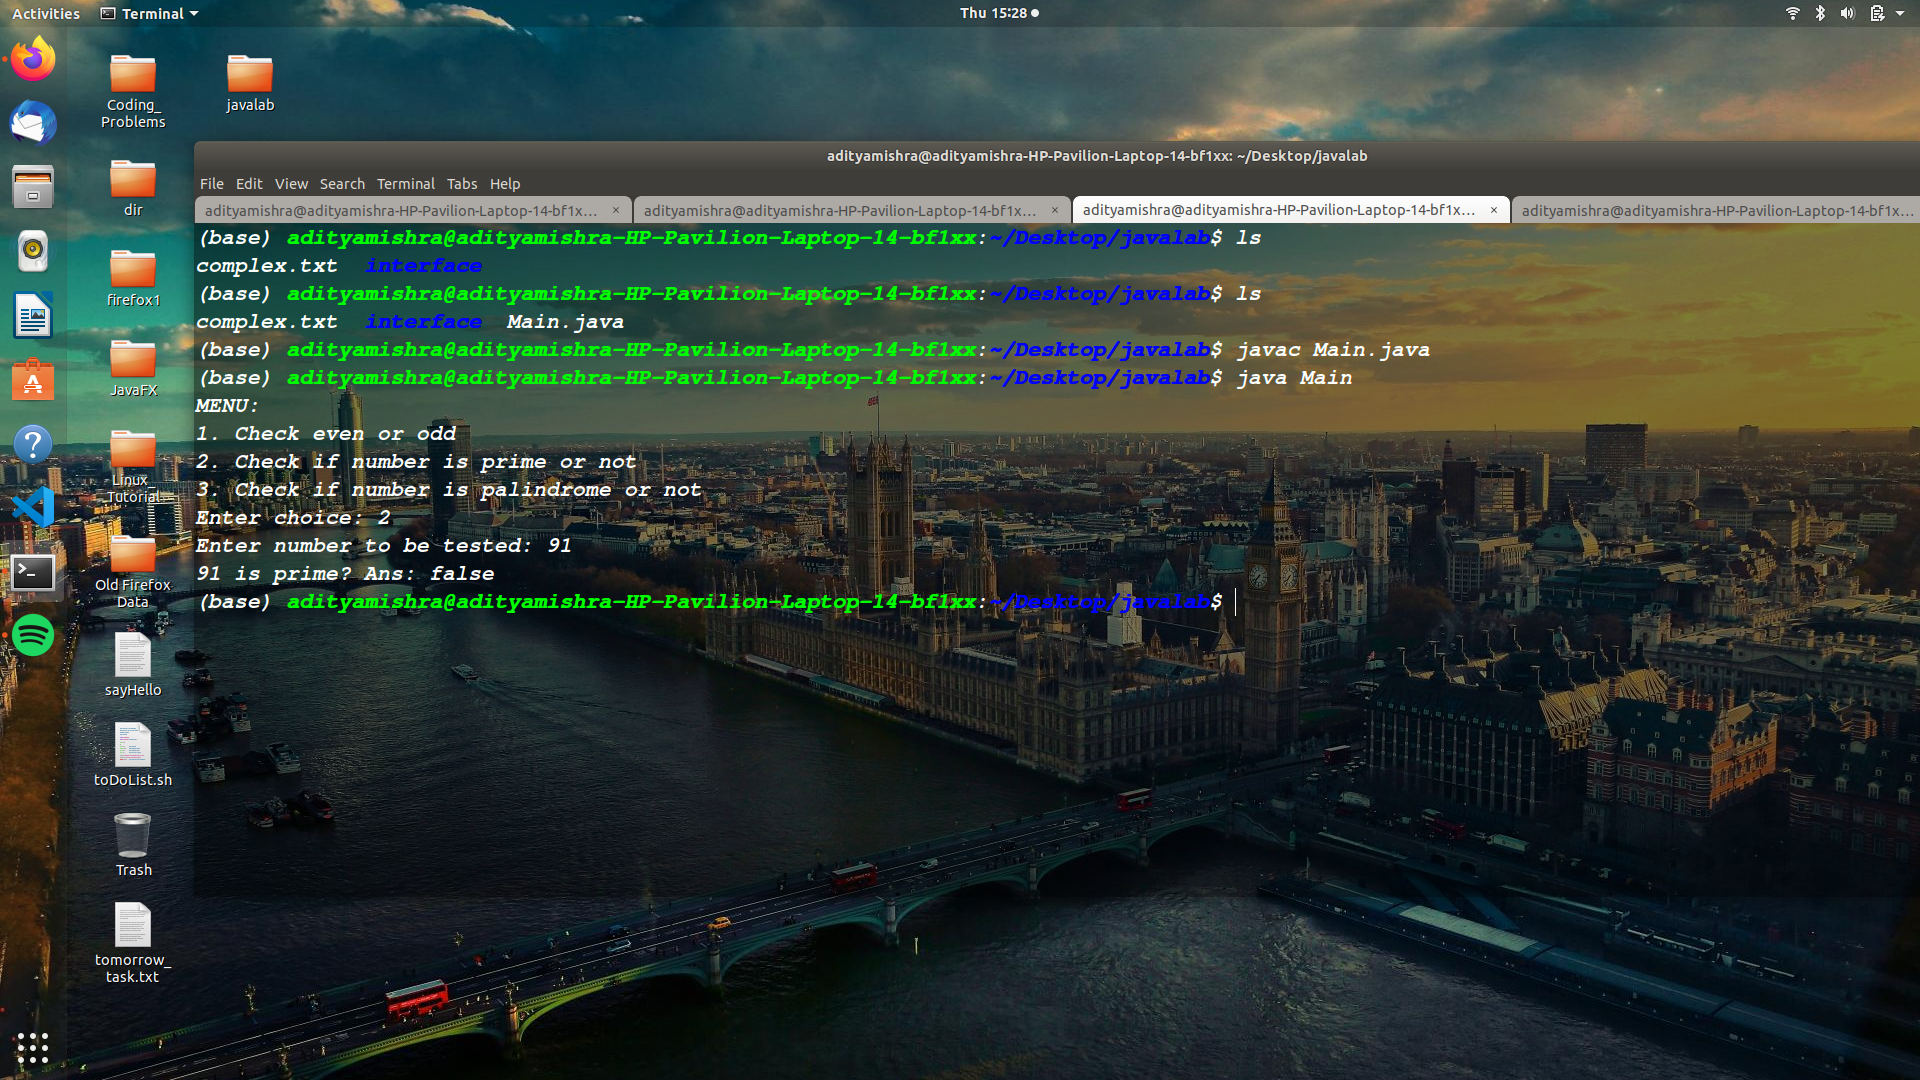 Activities
Terminal
Thu 15:28
Coding_
Problems
javalab
dir
firefox1
JavaFX
Linux_
Tutorial
Old Firefox
Data
sayHello
toDoList.sh
Trash
tomorrow_
task.txt
adityamishra@adityamishra-HP-Pavilion-Laptop-14-bf1xx: ~/Desktop/javalab
File Edit View Search Terminal Tabs Help
adityamishra@adityamishra-HP-Pavilion-Laptop-14-bf1x... × adityamishra@adityamishra-HP-Pavilion-Laptop-14-bf1x... × adityamishra@adityamishra-HP-Pavilion-Laptop-14-bf1x... × adityamishra@adityamishra-HP-Pavilion-Laptop-14-bf1x...
(base) adityamishra@adityamishra-HP-Pavilion-Laptop-14-bf1xx:~/Desktop/javalab$ ls
complex.txt interface
(base) adityamishra@adityamishra-HP-Pavilion-Laptop-14-bf1xx:~/Desktop/javalab$ ls
complex.txt interface Main.java
(base) adityamishra@adityamishra-HP-Pavilion-Laptop-14-bf1xx:~/Desktop/javalab$ javac Main.java
(base) adityamishra@adityamishra-HP-Pavilion-Laptop-14-bf1xx:~/Desktop/javalab$ java Main
MENU:
1. Check even or odd
2. Check if number is prime or not
3. Check if number is palindrome or not
Enter choice: 2
Enter number to be tested: 91
91 is prime? Ans: false
(base) adityamishra@adityamishra-HP-Pavilion-Laptop-14-bf1xx:~/Desktop/javalab$